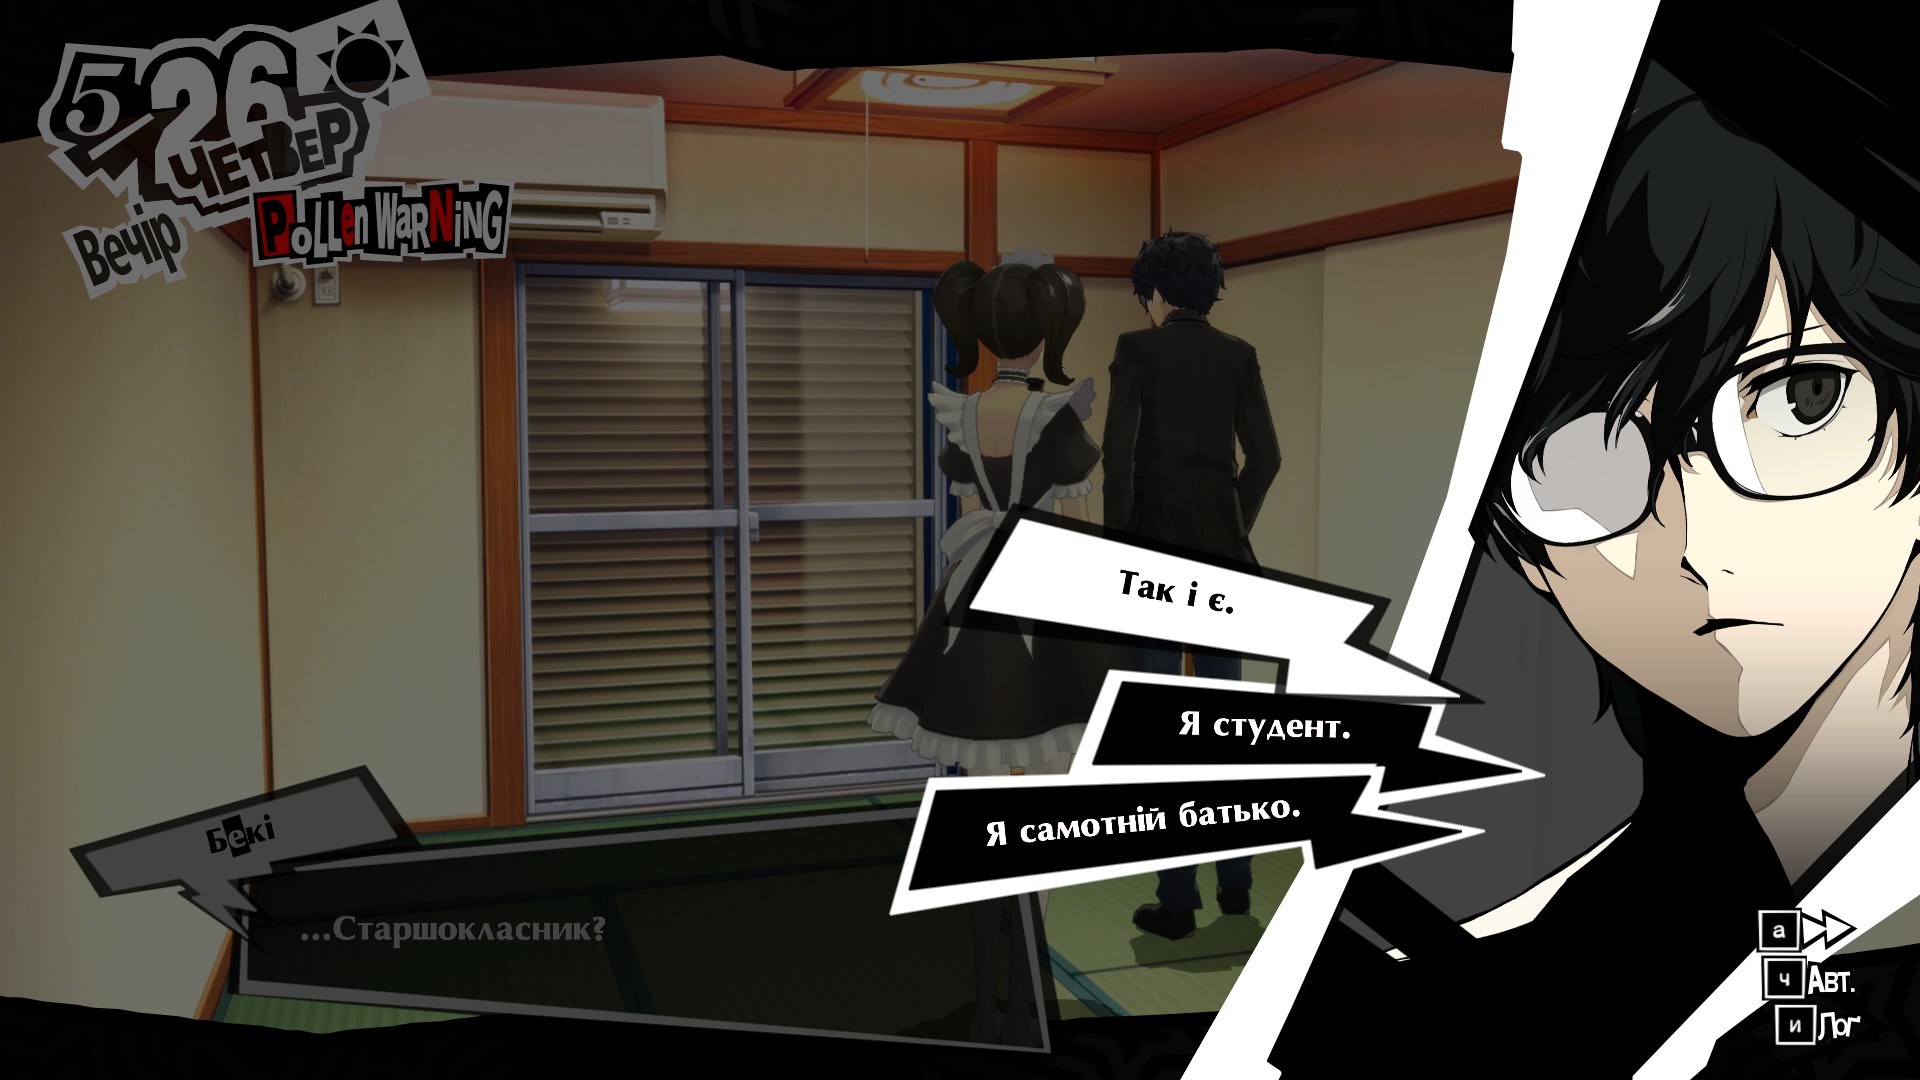 5 26
ЧЕТВЕР
Вечір
POLLEN WARNING
Так і є.
Я студент.
Я самотній батько.
Бекі
...Старшокласник?
а
ч Авт.
и Лог